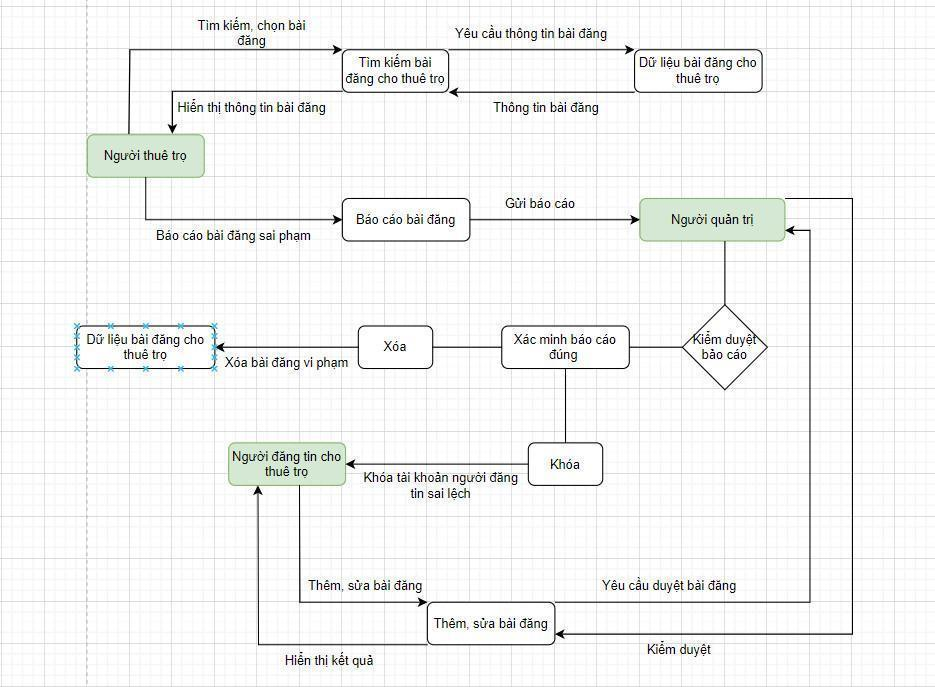 Tìm kiếm, chọn bài
đăng
Yêu cầu thông tin bài đăng
Tìm kiếm bài
đăng cho thuê trọ
Dữ liệu bài đăng cho
thuê trọ
Hiển thị thông tin bài đăng
Thông tin bài đăng
Người thuê trọ
Báo cáo bài đăng
Gửi báo cáo
Người quản trị
Báo cáo bài đăng sai phạm
Dữ liệu bài đăng cho
thuê trọ
Xóa bài đăng vi phạm
Xóa
Xác minh báo cáo
đúng
Kiểm duyệt
bảo cáo
Người đăng tin cho
thuê trọ
Khóa tài khoản người đăng
tin sai lệch
Khóa
Thêm, sửa bài đăng
Yêu cầu duyệt bài đăng
Thêm, sửa bài đăng
Kiểm duyệt
Hiển thị kết quả